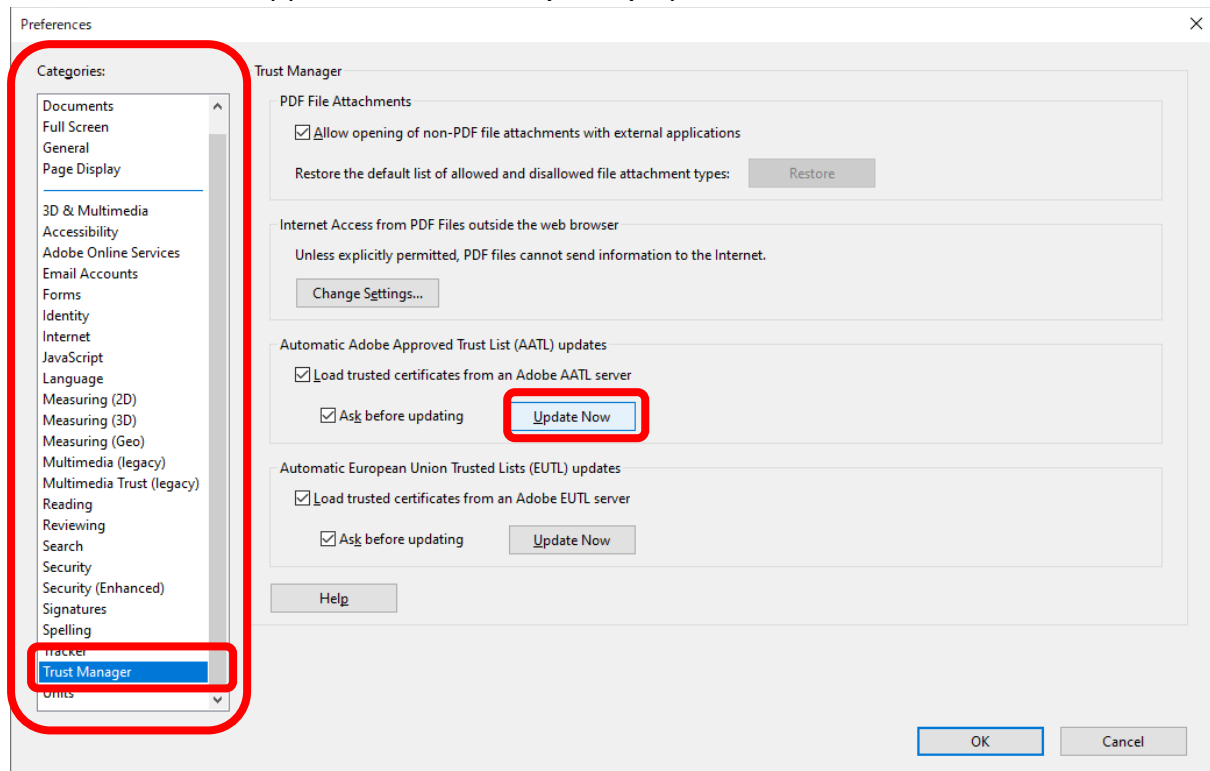 Preferences
Categories:
Documents
Full Screen
General
Page Display
3D & Multimedia
Accessibility
Adobe Online Services
Email Accounts
Forms
Identity
Internet
JavaScript
Language
Measuring (2D)
Measuring (3D)
Measuring (Geo)
Multimedia (legacy)
Multimedia Trust (legacy)
Reading
Reviewing
Search
Security
Security (Enhanced)
Signatures
Spelling
Tracker
Trust Manager
Units
Trust Manager
PDF File Attachments
Allow opening of non-PDF file attachments with external applications
Restore the default list of allowed and disallowed file attachment types: Restore
Internet Access from PDF Files outside the web browser
Unless explicitly permitted, PDF files cannot send information to the Internet.
Change Settings...
Automatic Adobe Approved Trust List (AATL) updates
Load trusted certificates from an Adobe AATL server
Ask before updating Update Now
Automatic European Union Trusted Lists (EUTL) updates
Load trusted certificates from an Adobe EUTL server
Ask before updating Update Now
Help
OK Cancel